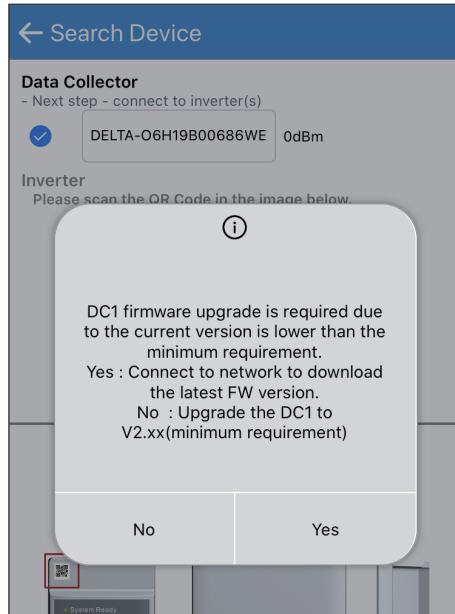 ← Search Device
Data Collector
- Next step - connect to inverter(s)
DELTA-O6H19B00686WE 0dBm
Inverter
Please scan the QR Code in the image below.
DC1 firmware upgrade is required due
to the current version is lower than the
minimum requirement.
Yes : Connect to network to download
the latest FW version.
No : Upgrade the DC1 to
V2.xx(minimum requirement)
No Yes
System Ready